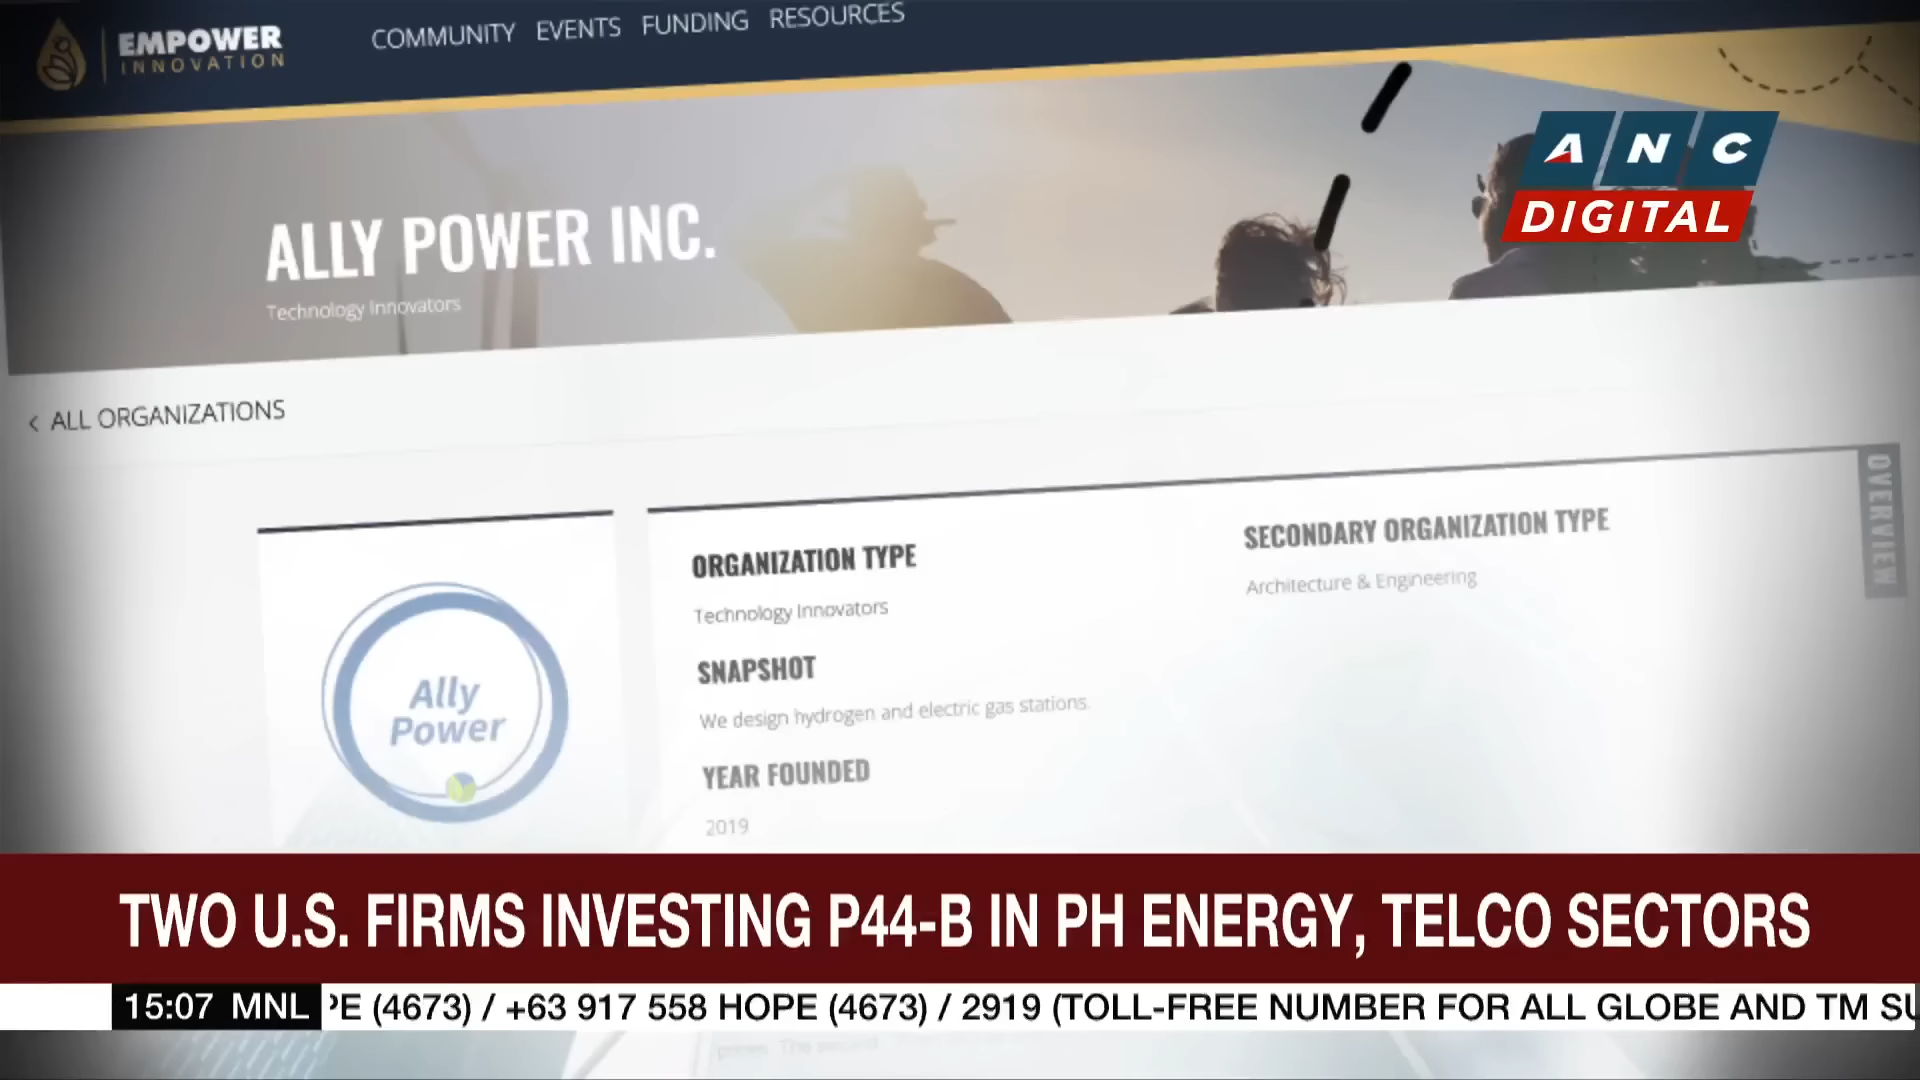 EMPOWER
INNOVATION
COMMUNITY EVENTS FUNDING RESOURCES
ANC
DIGITAL
ALLY POWER INC.
Technology Innovators
< ALL ORGANIZATIONS
OVERVIEW
ORGANIZATION TYPE
Technology Innovators
SECONDARY ORGANIZATION TYPE
Architecture & Engineering
SNAPSHOT
We design hydrogen and electric gas stations.
YEAR FOUNDED
2019
Ally
Power
TWO U.S. FIRMS INVESTING P44-B IN PH ENERGY, TELCO SECTORS
15:07 MNL PE (4673) / +63 917 558 HOPE (4673) / 2919 (TOLL-FREE NUMBER FOR ALL GLOBE AND TM SU